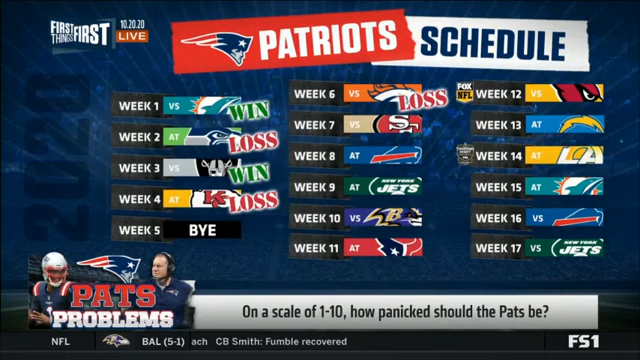 FIRST THINGS FIRST
10.20.20
LIVE
PATRIOTS SCHEDULE
WEEK 1 VS WIN
WEEK 2 AT LOSS
WEEK 3 VS WIN
WEEK 4 AT LOSS
WEEK 5 BYE
WEEK 6 VS LOSS
WEEK 7 VS SF
WEEK 8 AT
WEEK 9 AT NEW YORK JETS
WEEK 10 VS B
WEEK 11 AT
FOX NFL WEEK 12 VS
WEEK 13 AT
WEEK 14 AT LA
WEEK 15 AT
WEEK 16 VS
WEEK 17 VS NEW YORK JETS
PATS PROBLEMS
On a scale of 1-10, how panicked should the Pats be?
NFL BAL (5-1) ach CB Smith: Fumble recovered FS1